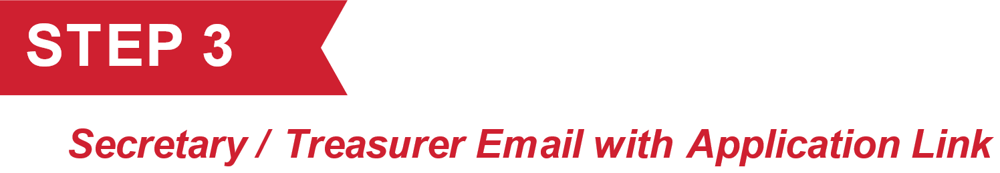 STEP 3
Secretary / Treasurer Email with Application Link